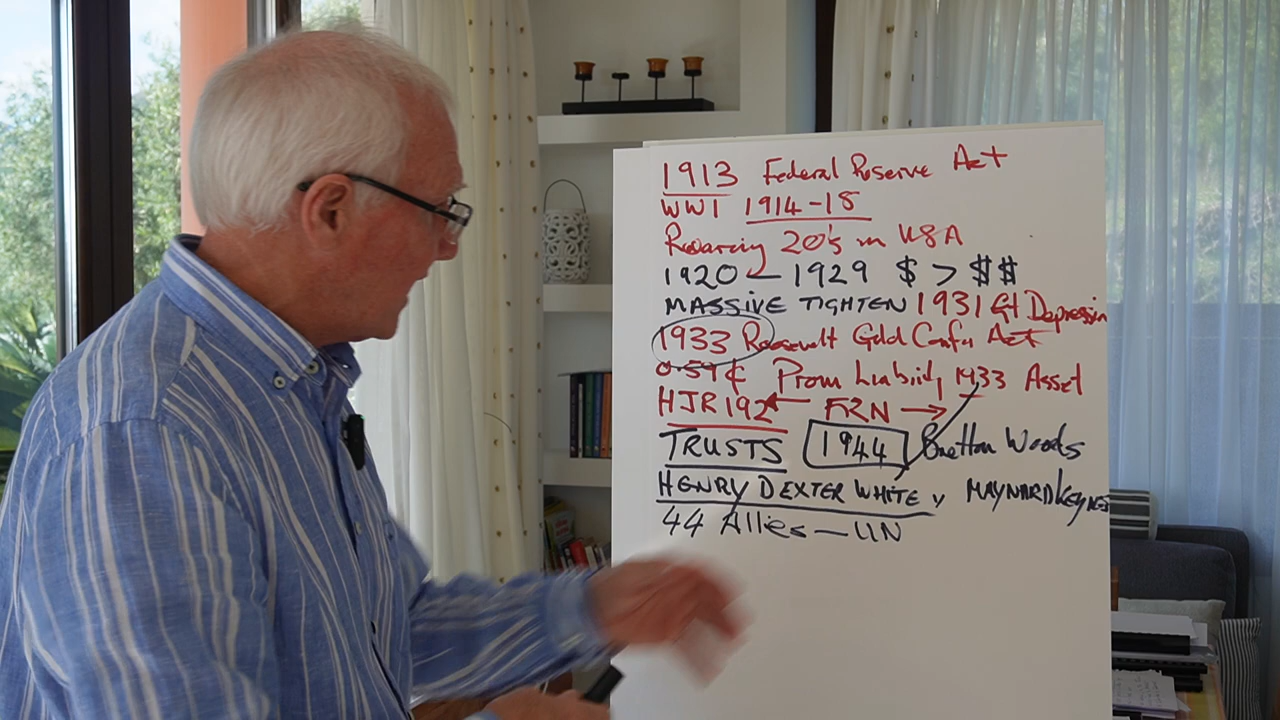 1913 Federal Reserve Act
WW1 1914-18
Roaring 20's in USA
1920 ← 1929 $ > $$
MASSIVE TIGHTEN 1931 Gt Depression
1933 Roosevelt Gold Conf Act
0.59¢ Prom Liability 1933 Asset
HJR192 ← FRN →
TRUSTS 1944 Bretton Woods
HENRY DEXTER WHITE v MAYNARD KEYNES
44 Allies — UN